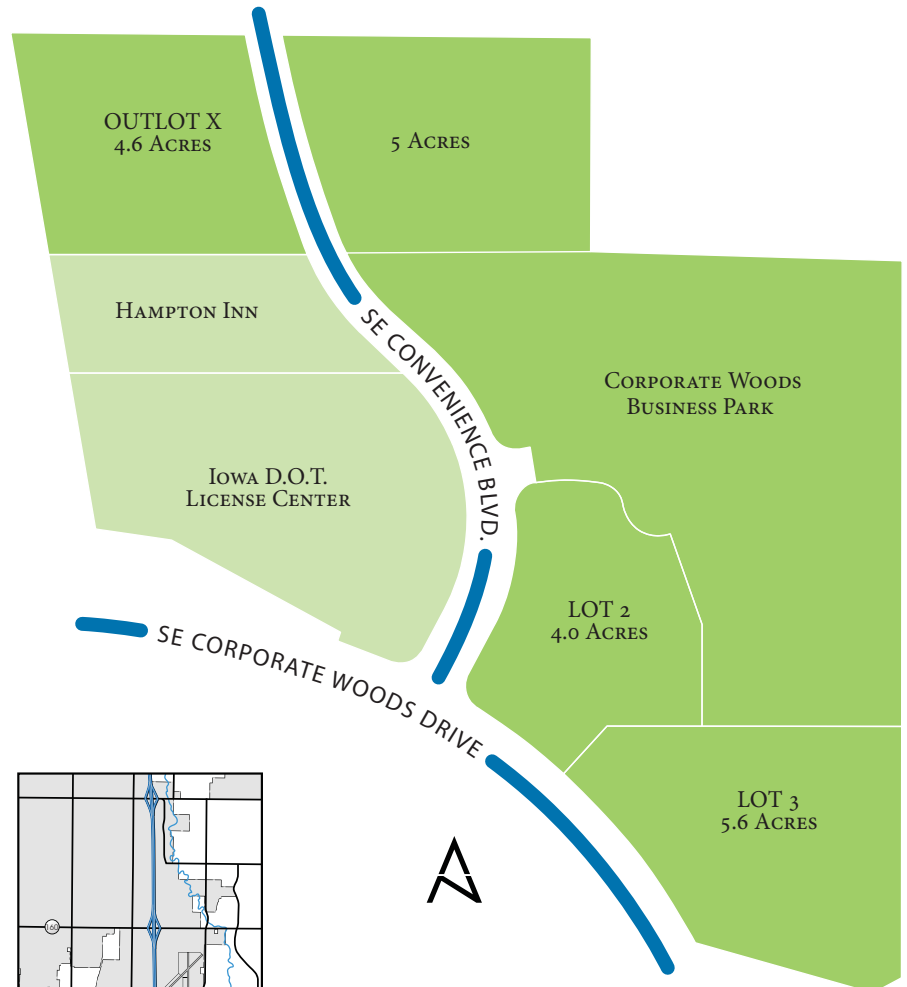 OUTLOT X
4.6 Acres
5 Acres
Hampton Inn
SE CONVENIENCE BLVD.
Corporate Woods
Business Park
Iowa D.O.T.
License Center
LOT 2
4.0 Acres
SE CORPORATE WOODS DRIVE
LOT 3
5.6 Acres
160